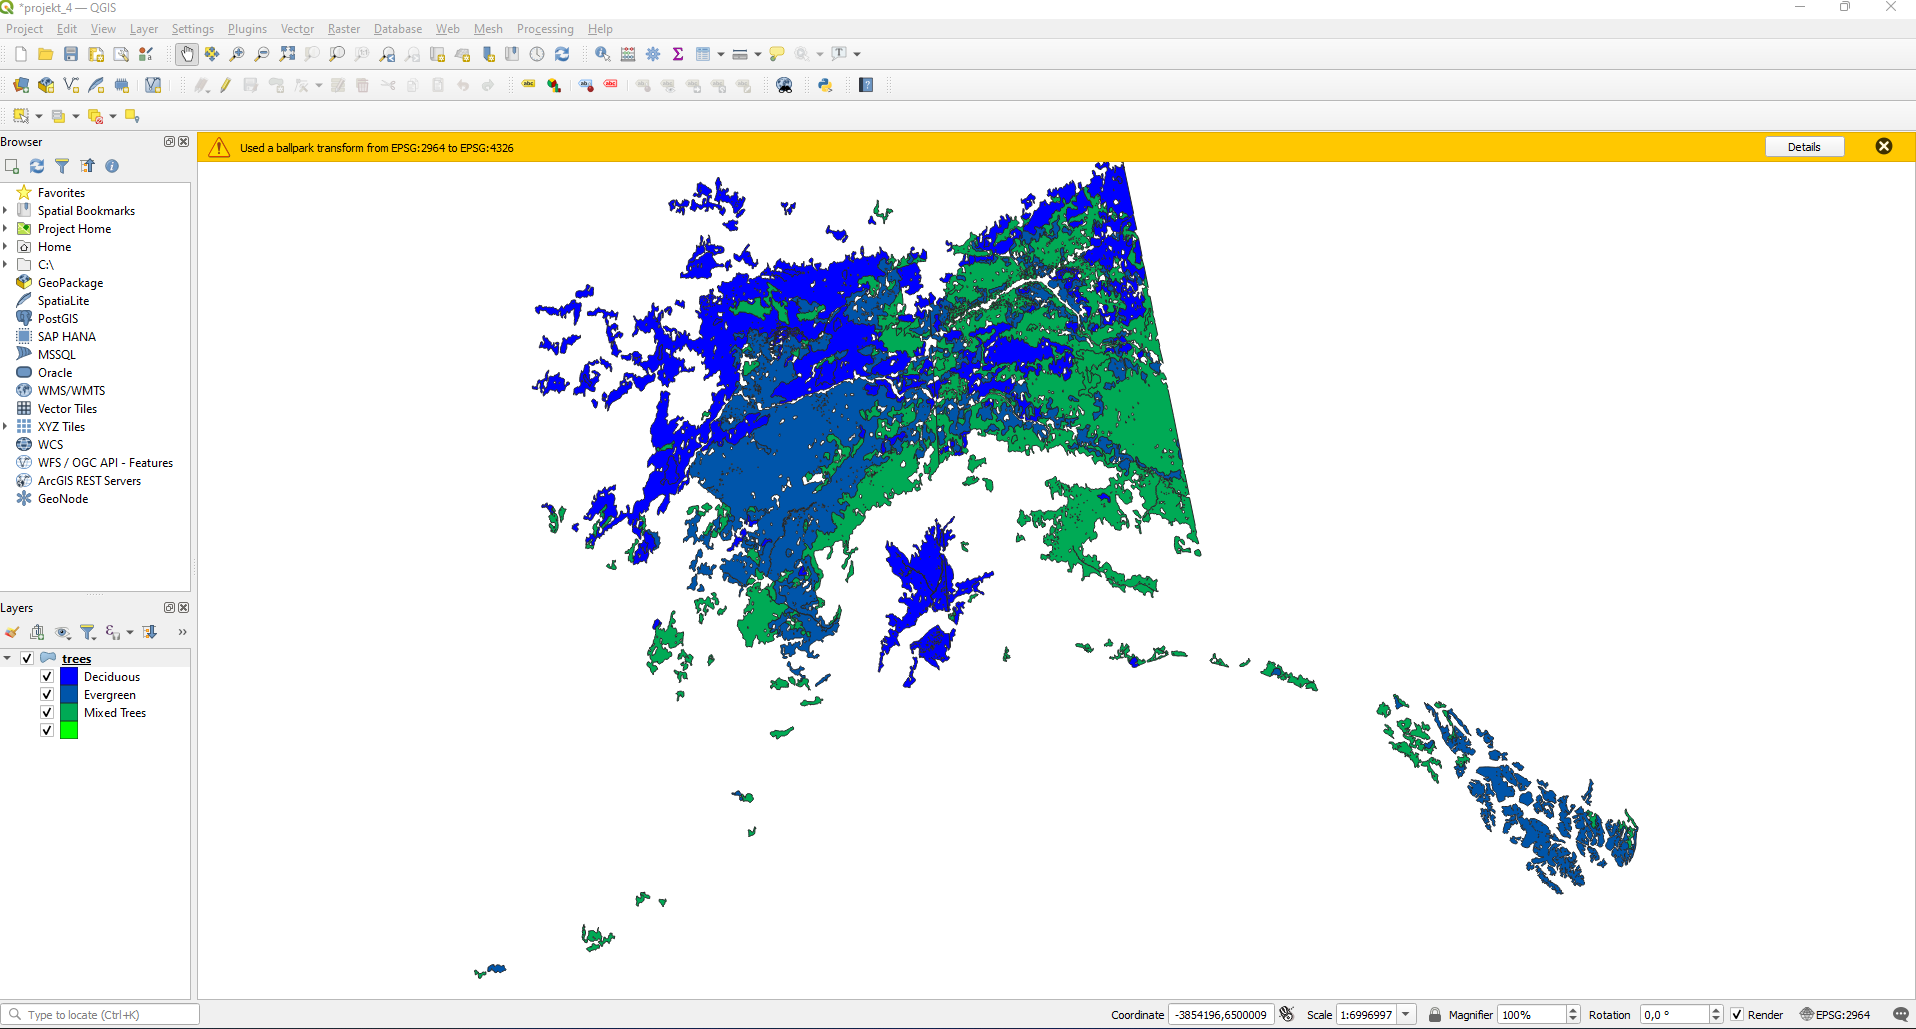 *projekt_4 — QGIS
Project Edit View Layer Settings Plugins Vector Raster Database Web Mesh Processing Help
Browser
Used a ballpark transform from EPSG:2964 to EPSG:4326
Details
Favorites
Spatial Bookmarks
Project Home
Home
C:\
GeoPackage
SpatiaLite
PostGIS
SAP HANA
MSSQL
Oracle
WMS/WMTS
Vector Tiles
XYZ Tiles
WCS
WFS / OGC API - Features
ArcGIS REST Servers
GeoNode
Layers
trees
Deciduous
Evergreen
Mixed Trees
Type to locate (Ctrl+K)
Coordinate -3854196,6500009 Scale 1:6996997 Magnifier 100% Rotation 0,0 ° Render EPSG:2964